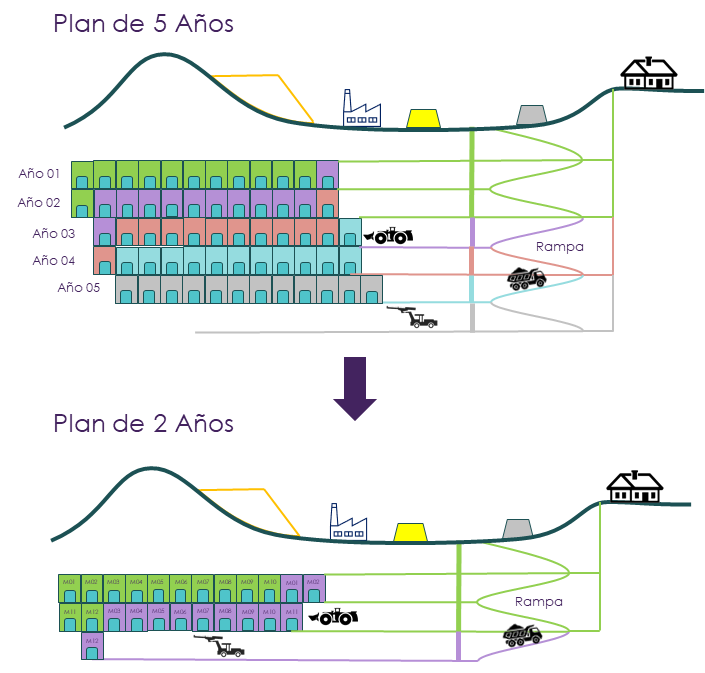 Plan de 5 Años
Año 01
Año 02
Año 03
Rampa
Año 04
Año 05
Plan de 2 Años
M01 M02 M03 M04 M05 M06 M07 M08 M09 M10 M01 M02
Rampa
M11 M12 M03 M04 M05 M06 M07 M08 M09 M10 M11
M12